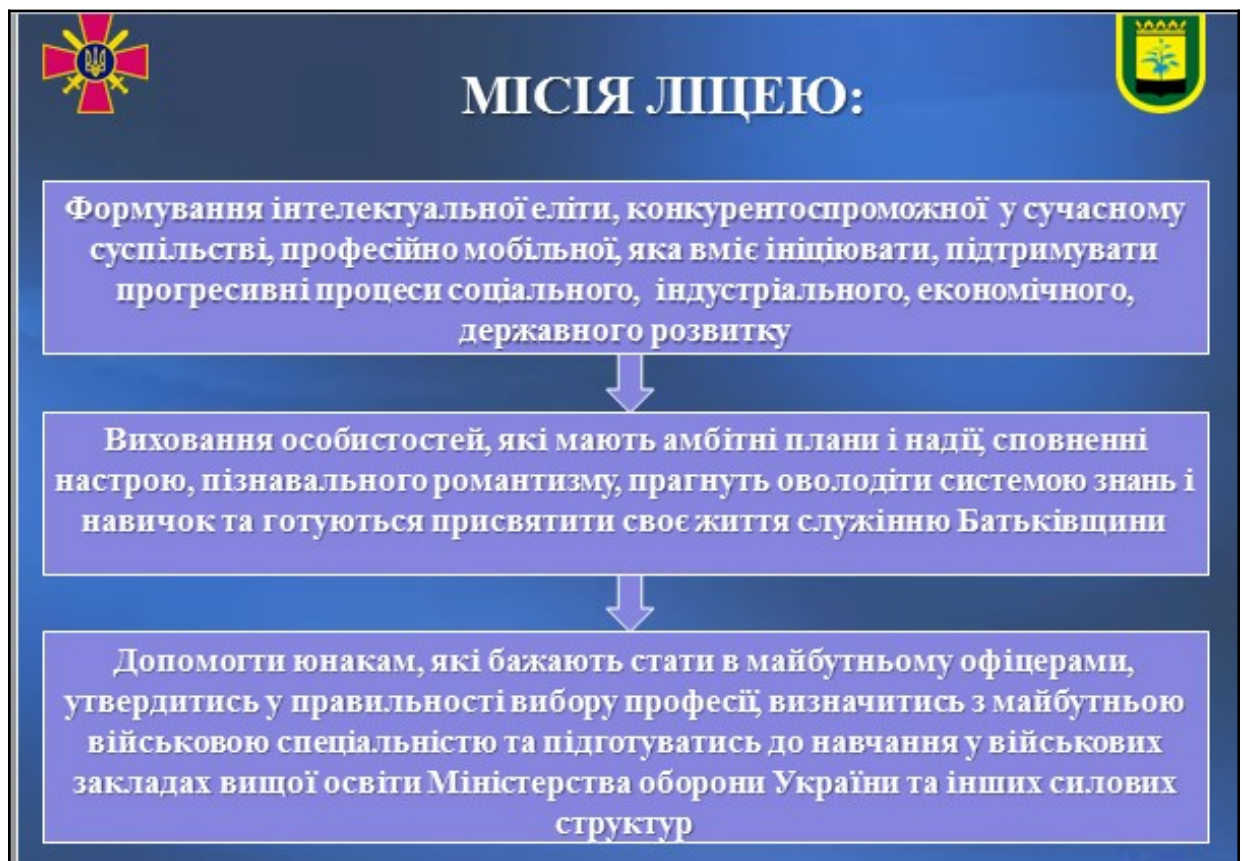 МІСІЯ ЛІЦЕЮ:
Формування інтелектуальної еліти, конкурентоспроможної у сучасному
суспільстві, професійно мобільної, яка вміє ініціювати, підтримувати
прогресивні процеси соціального, індустріального, економічного,
державного розвитку
Виховання особистостей, які мають амбітні плани і надії, сповненні
настрою, пізнавального романтизму, прагнуть оволодіти системою знань і
навичок та готуються присвятити своє життя служінню Батьківщини
Допомогти юнакам, які бажають стати в майбутньому офіцерами,
утвердитись у правильності вибору професії, визначитись з майбутньою
військовою спеціальністю та підготуватись до навчання у військових
закладах вищої освіти Міністерства оборони України та інших силових
структур